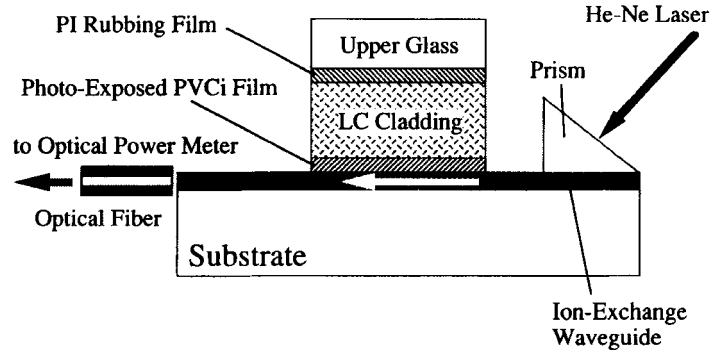 PI Rubbing Film
Upper Glass
He-Ne Laser
Prism
Photo-Exposed PVCi Film
LC Cladding
to Optical Power Meter
Optical Fiber
Substrate
Ion-Exchange
Waveguide